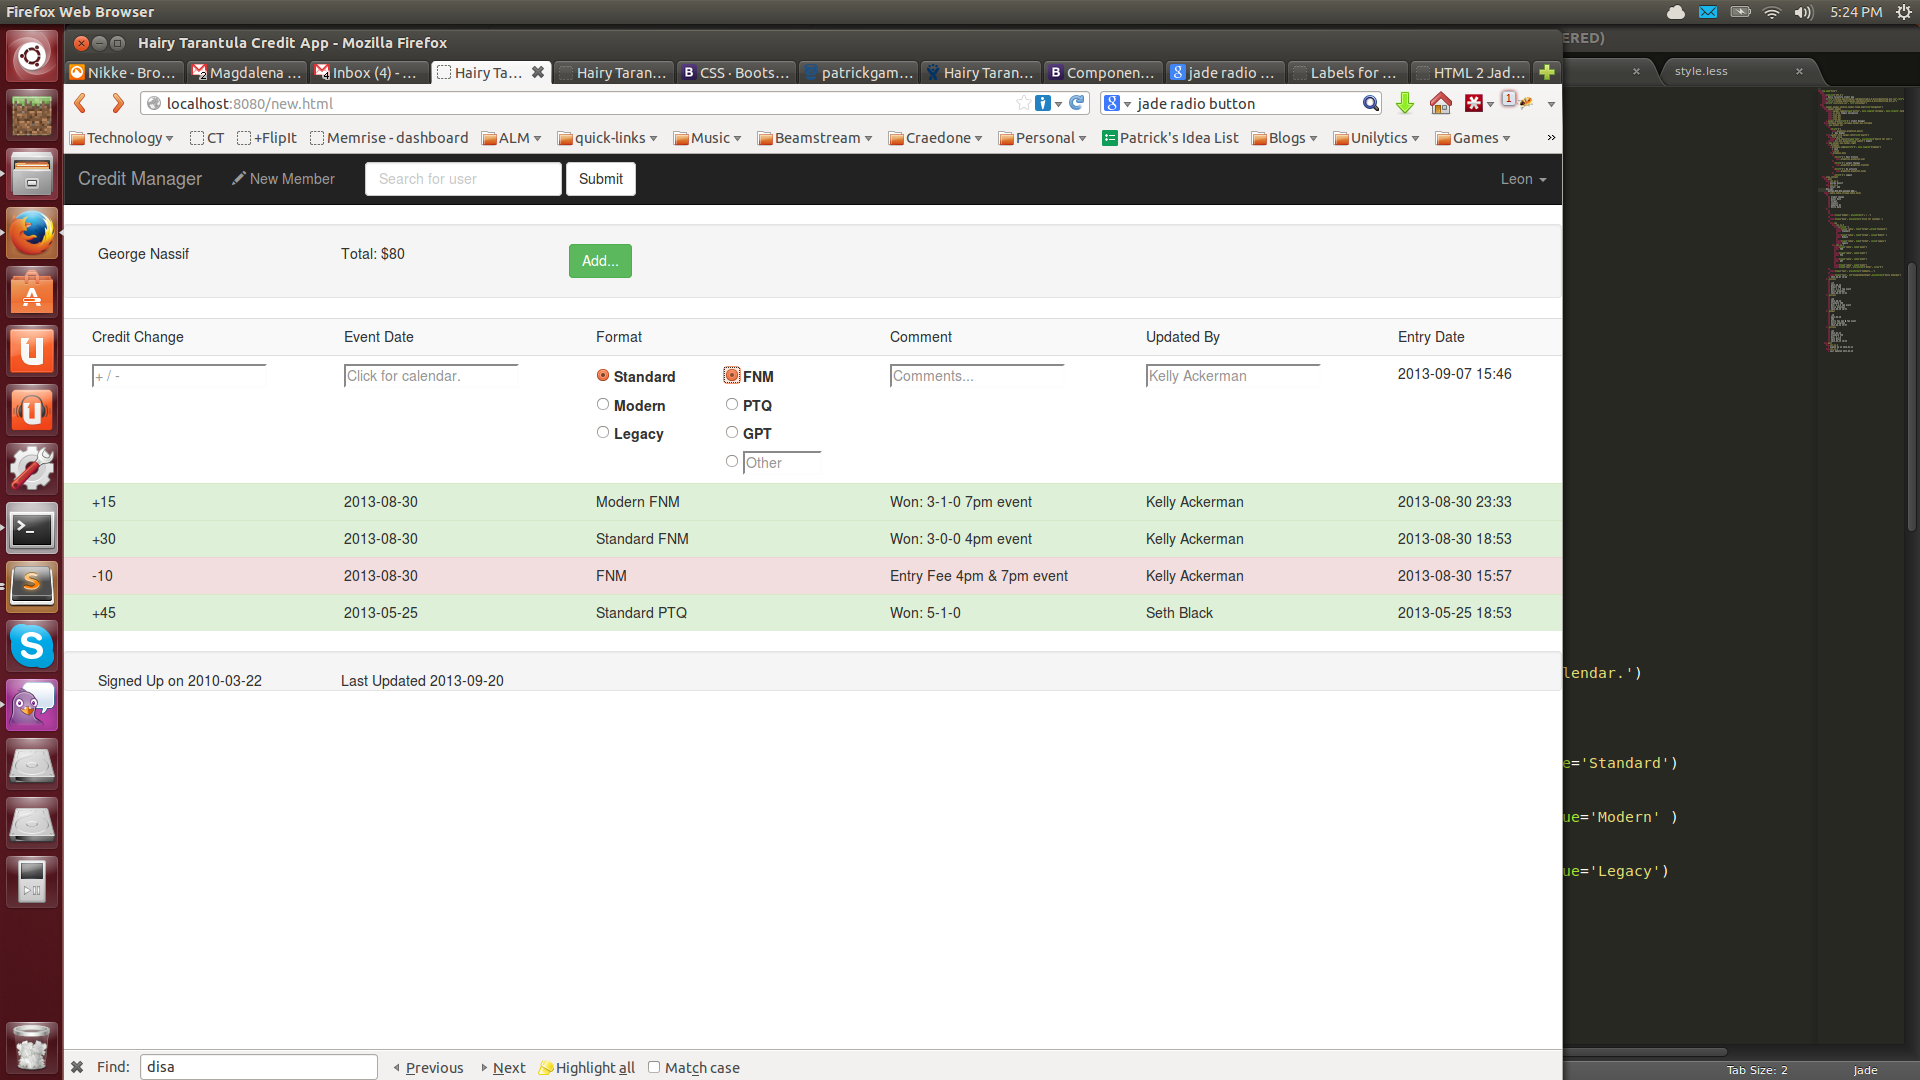 Firefox Web Browser
5:24 PM
Hairy Tarantula Credit App - Mozilla Firefox
ERED)
Nikke - Bro...
Magdalena ...
Inbox (4) - ...
Hairy Ta...
Hairy Taran...
CSS · Boots...
patrickgam...
Hairy Taran...
Componen...
jade radio ...
Labels for ...
HTML 2 Jad...
style.less
localhost:8080/new.html
jade radio button
1
Technology
CT
+FlipIt
Memrise - dashboard
ALM
quick-links
Music
Beamstream
Craedone
Personal
Patrick's Idea List
Blogs
Unilytics
Games
»
Credit Manager
New Member
Search for user
Submit
Leon
George Nassif
Total: $80
Add...
Credit Change
Event Date
Format
Comment
Updated By
Entry Date
+ / -
Click for calendar.
Standard
FNM
Comments...
Kelly Ackerman
2013-09-07 15:46
Modern
PTQ
Legacy
GPT
Other
+15
2013-08-30
Modern FNM
Won: 3-1-0 7pm event
Kelly Ackerman
2013-08-30 23:33
+30
2013-08-30
Standard FNM
Won: 3-0-0 4pm event
Kelly Ackerman
2013-08-30 18:53
-10
2013-08-30
FNM
Entry Fee 4pm & 7pm event
Kelly Ackerman
2013-08-30 15:57
+45
2013-05-25
Standard PTQ
Won: 5-1-0
Seth Black
2013-05-25 18:53
Signed Up on 2010-03-22
Last Updated 2013-09-20
lendar.')
e='Standard')
ue='Modern' )
ue='Legacy')
Find:
disa
Previous
Next
Highlight all
Match case
Tab Size: 2
Jade